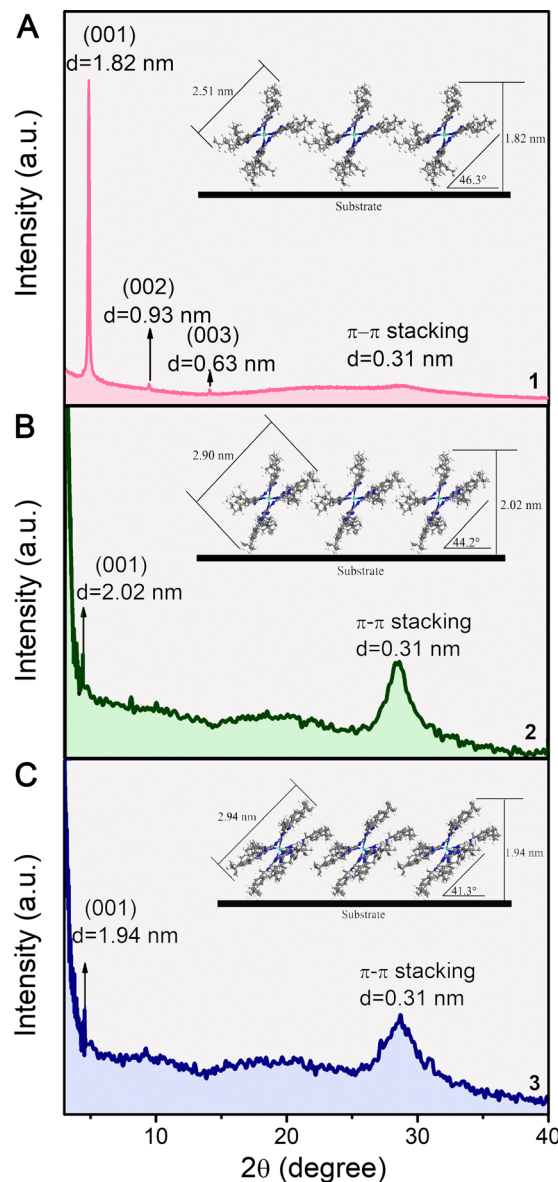 A
(001)
d=1.82 nm
2.51 nm
1.82 nm
46.3°
Substrate
(002)
d=0.93 nm
(003)
d=0.63 nm
π–π stacking
d=0.31 nm
1
Intensity (a.u.)
B
2.90 nm
2.02 nm
44.2°
Substrate
(001)
d=2.02 nm
π-π stacking
d=0.31 nm
2
Intensity (a.u.)
C
2.94 nm
1.94 nm
41.3°
Substrate
(001)
d=1.94 nm
π-π stacking
d=0.31 nm
3
Intensity (a.u.)
10 20 30 40
2θ (degree)